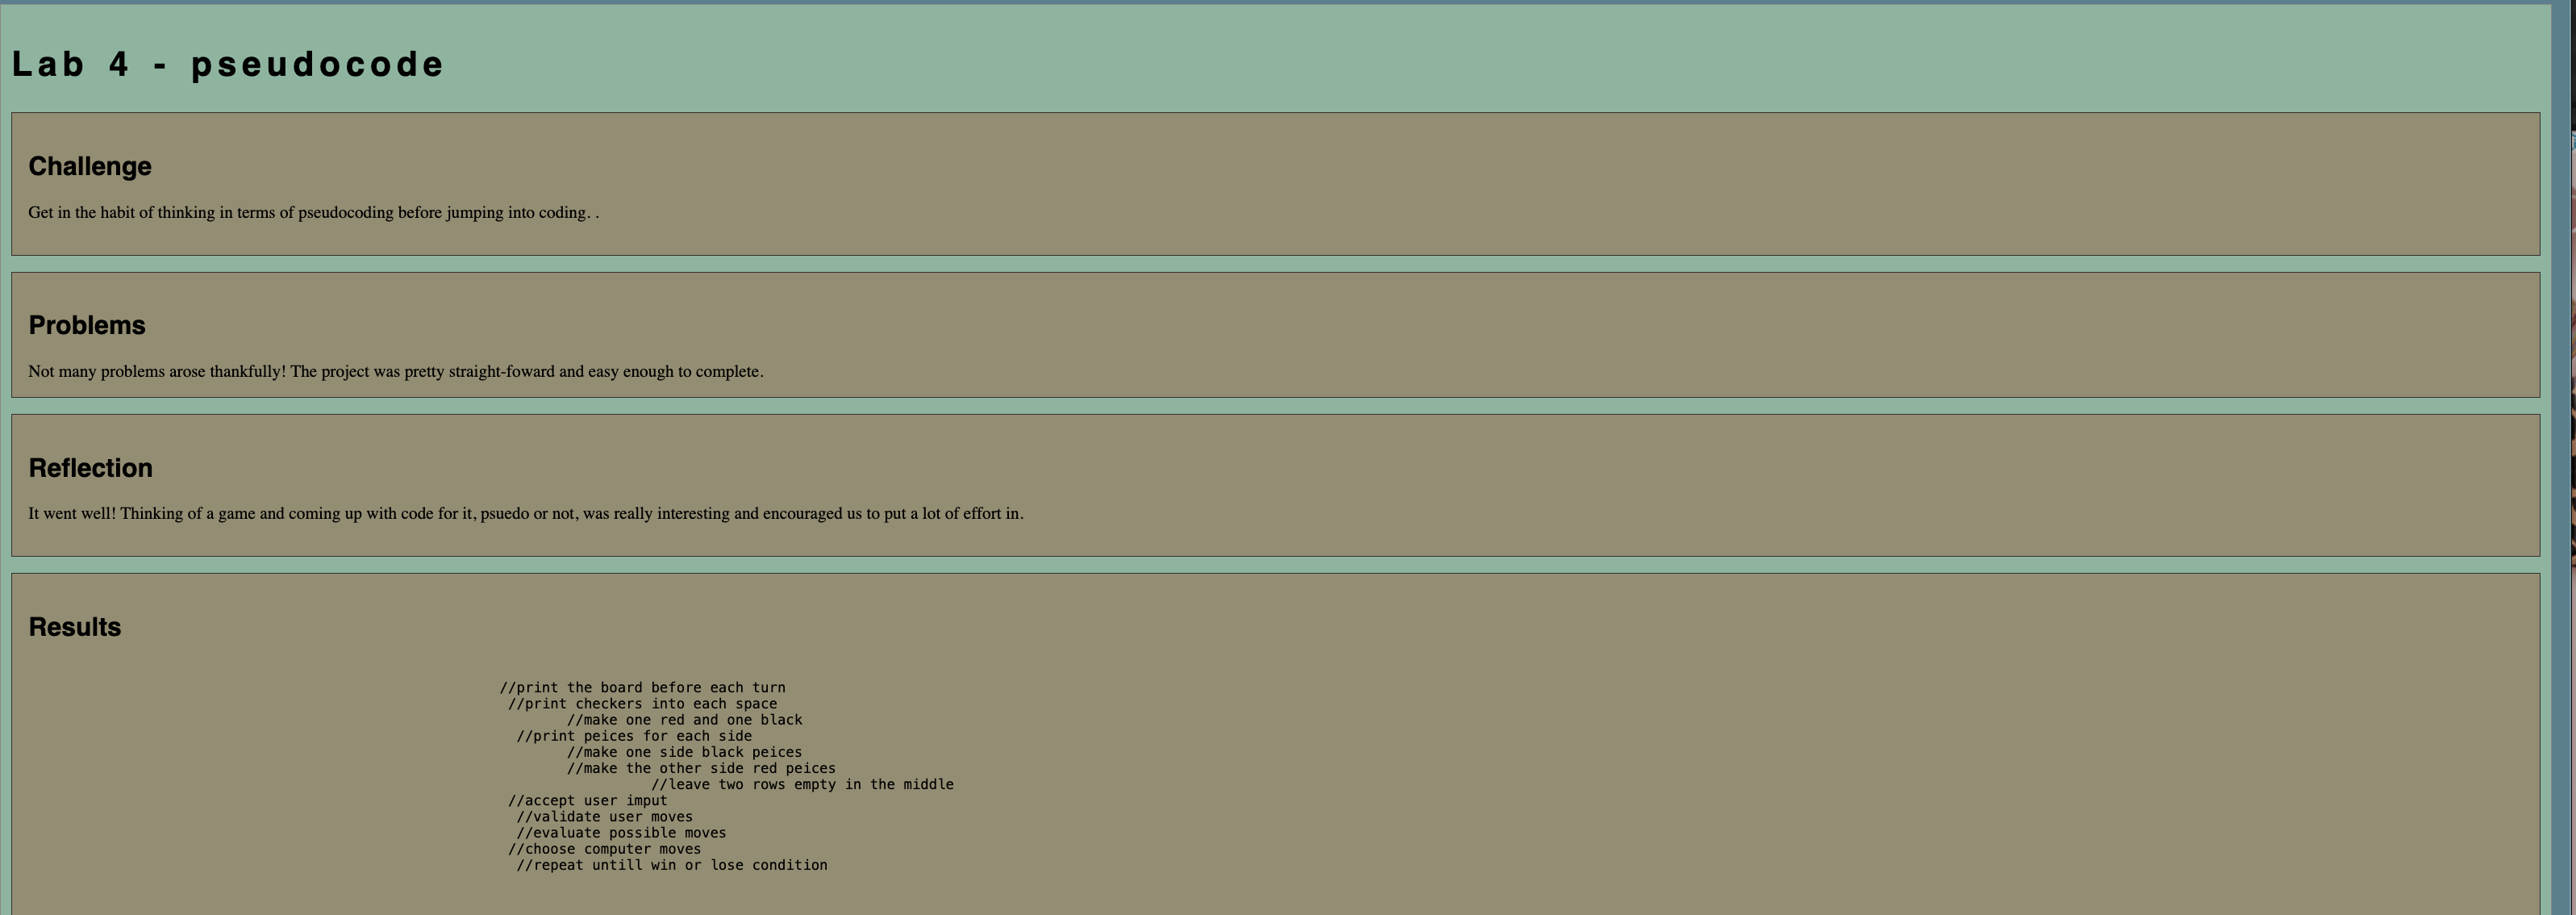 Lab 4 - pseudocode
Challenge
Get in the habit of thinking in terms of pseudocoding before jumping into coding. .
Problems
Not many problems arose thankfully! The project was pretty straight-foward and easy enough to complete.
Reflection
It went well! Thinking of a game and coming up with code for it, psuedo or not, was really interesting and encouraged us to put a lot of effort in.
Results
//print the board before each turn
//print checkers into each space
//make one red and one black
//print peices for each side
//make one side black peices
//make the other side red peices
//leave two rows empty in the middle
//accept user imput
//validate user moves
//evaluate possible moves
//choose computer moves
//repeat untill win or lose condition